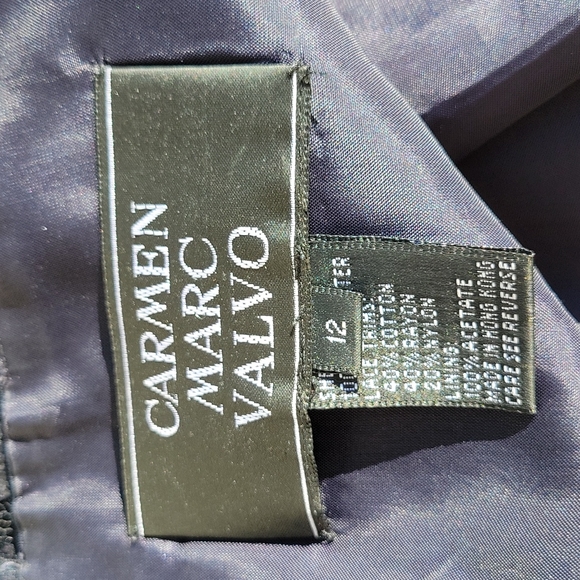 CARMEN
MARC
VALVO
12
LACE TRIM:
40% COTTON
40% RAYON
20% NYLON
LINING:
100% ACETATE
MADE IN HONG KONG
CARE SEE REVERSE